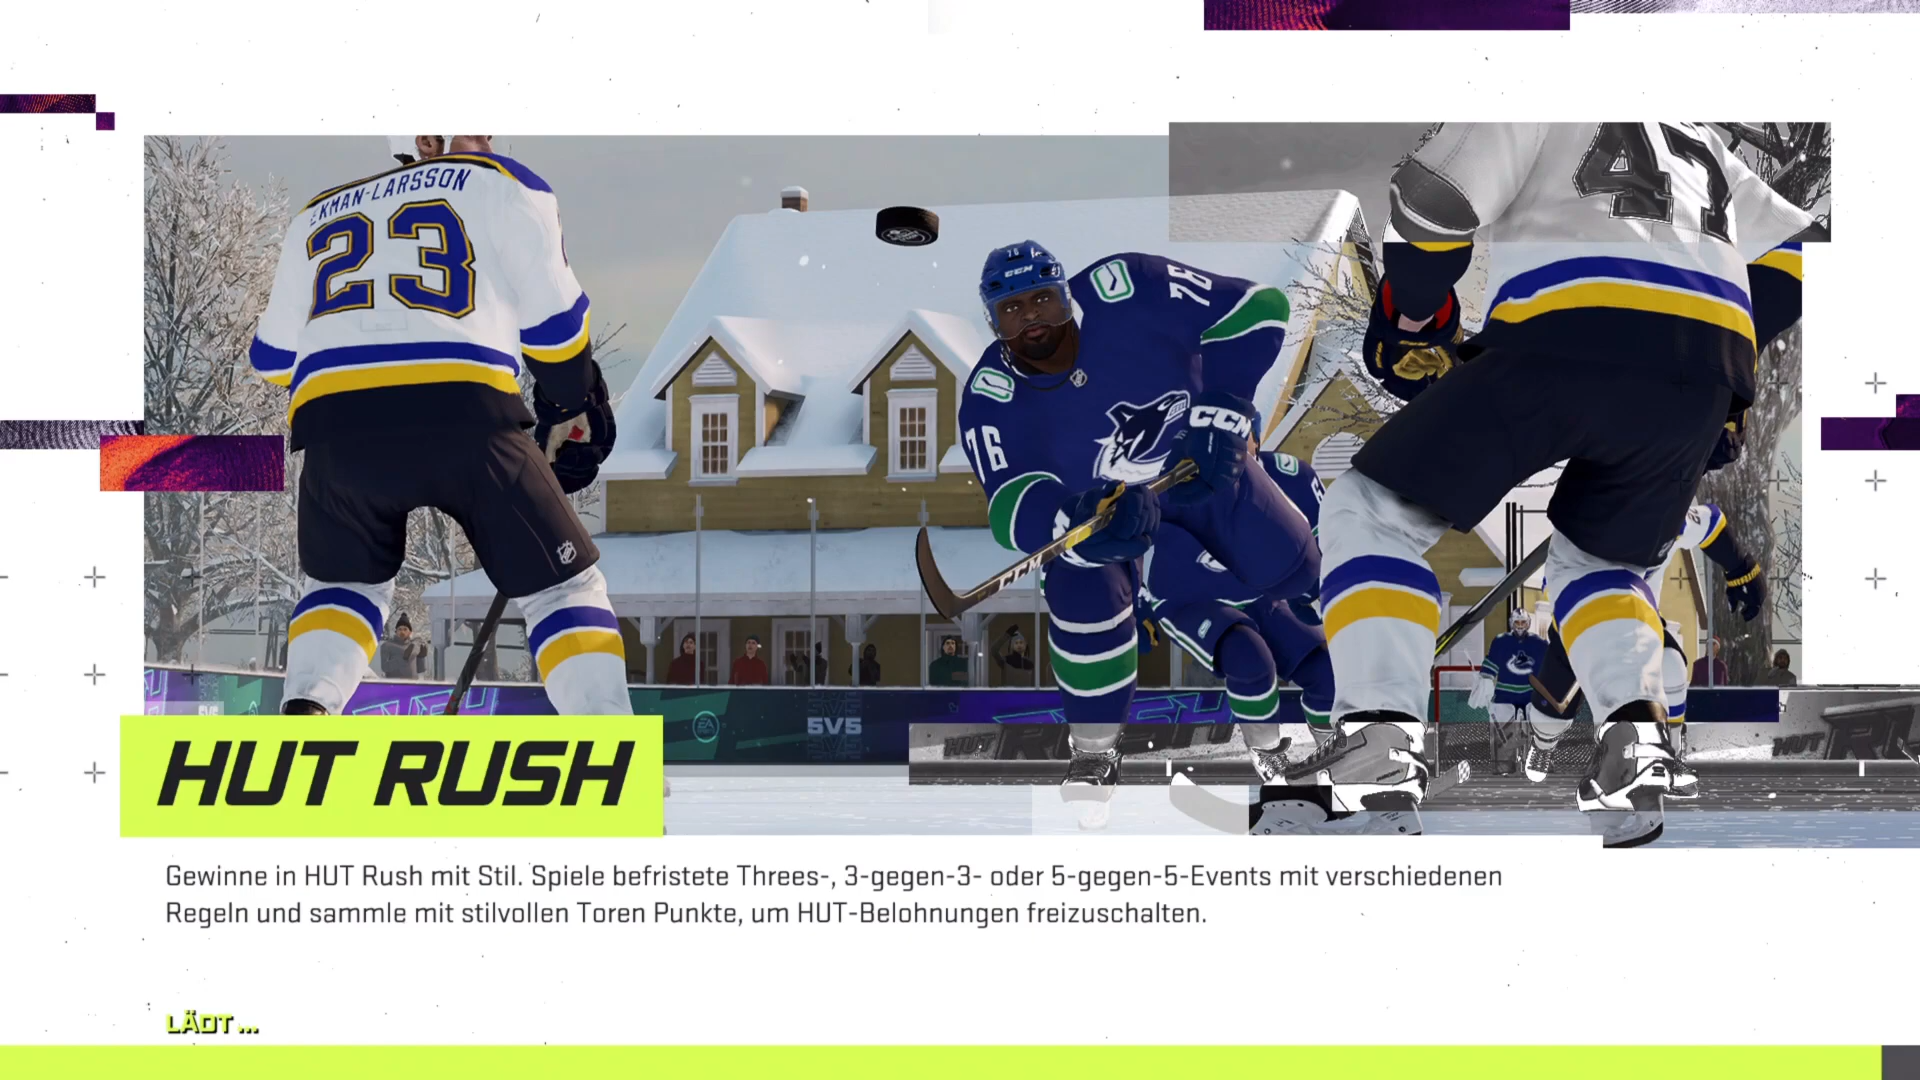 EKMAN-LARSSON
23
47
76
CCM
76
CCM
76
CCM
5V5
HUT RUSH
Gewinne in HUT Rush mit Stil. Spiele befristete Threes-, 3-gegen-3- oder 5-gegen-5-Events mit verschiedenen
Regeln und sammle mit stilvollen Toren Punkte, um HUT-Belohnungen freizuschalten.
LÄDT ...